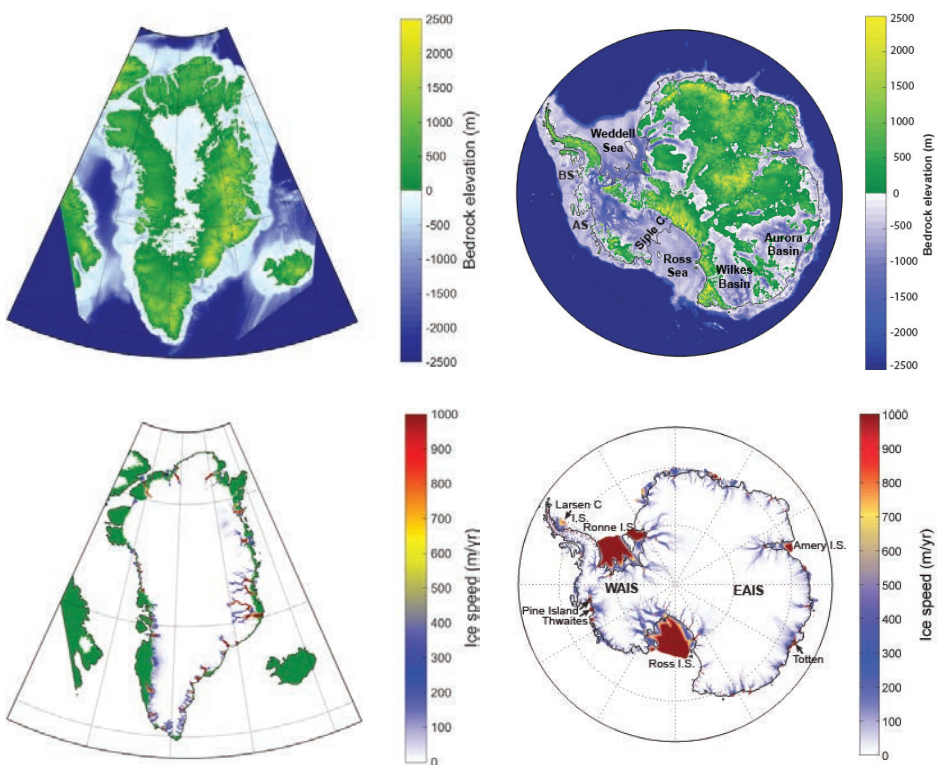 2500
2000
1500
1000
500
0
-500
-1000
-1500
-2000
-2500
Bedrock elevation (m)
Weddell
Sea
BS
AS
Siple C.
Ross
Sea
Wilkes
Basin
Aurora
Basin
2500
2000
1500
1000
500
0
-500
-1000
-1500
-2000
-2500
Bedrock elevation (m)
1000
900
800
700
600
500
400
300
200
100
0
Ice speed (m/yr)
Larsen C
I.S.
Ronne I.S.
Amery I.S.
WAIS
EAIS
Pine Island
Thwaites
Ross I.S.
Totten
1000
900
800
700
600
500
400
300
200
100
0
Ice speed (m/yr)